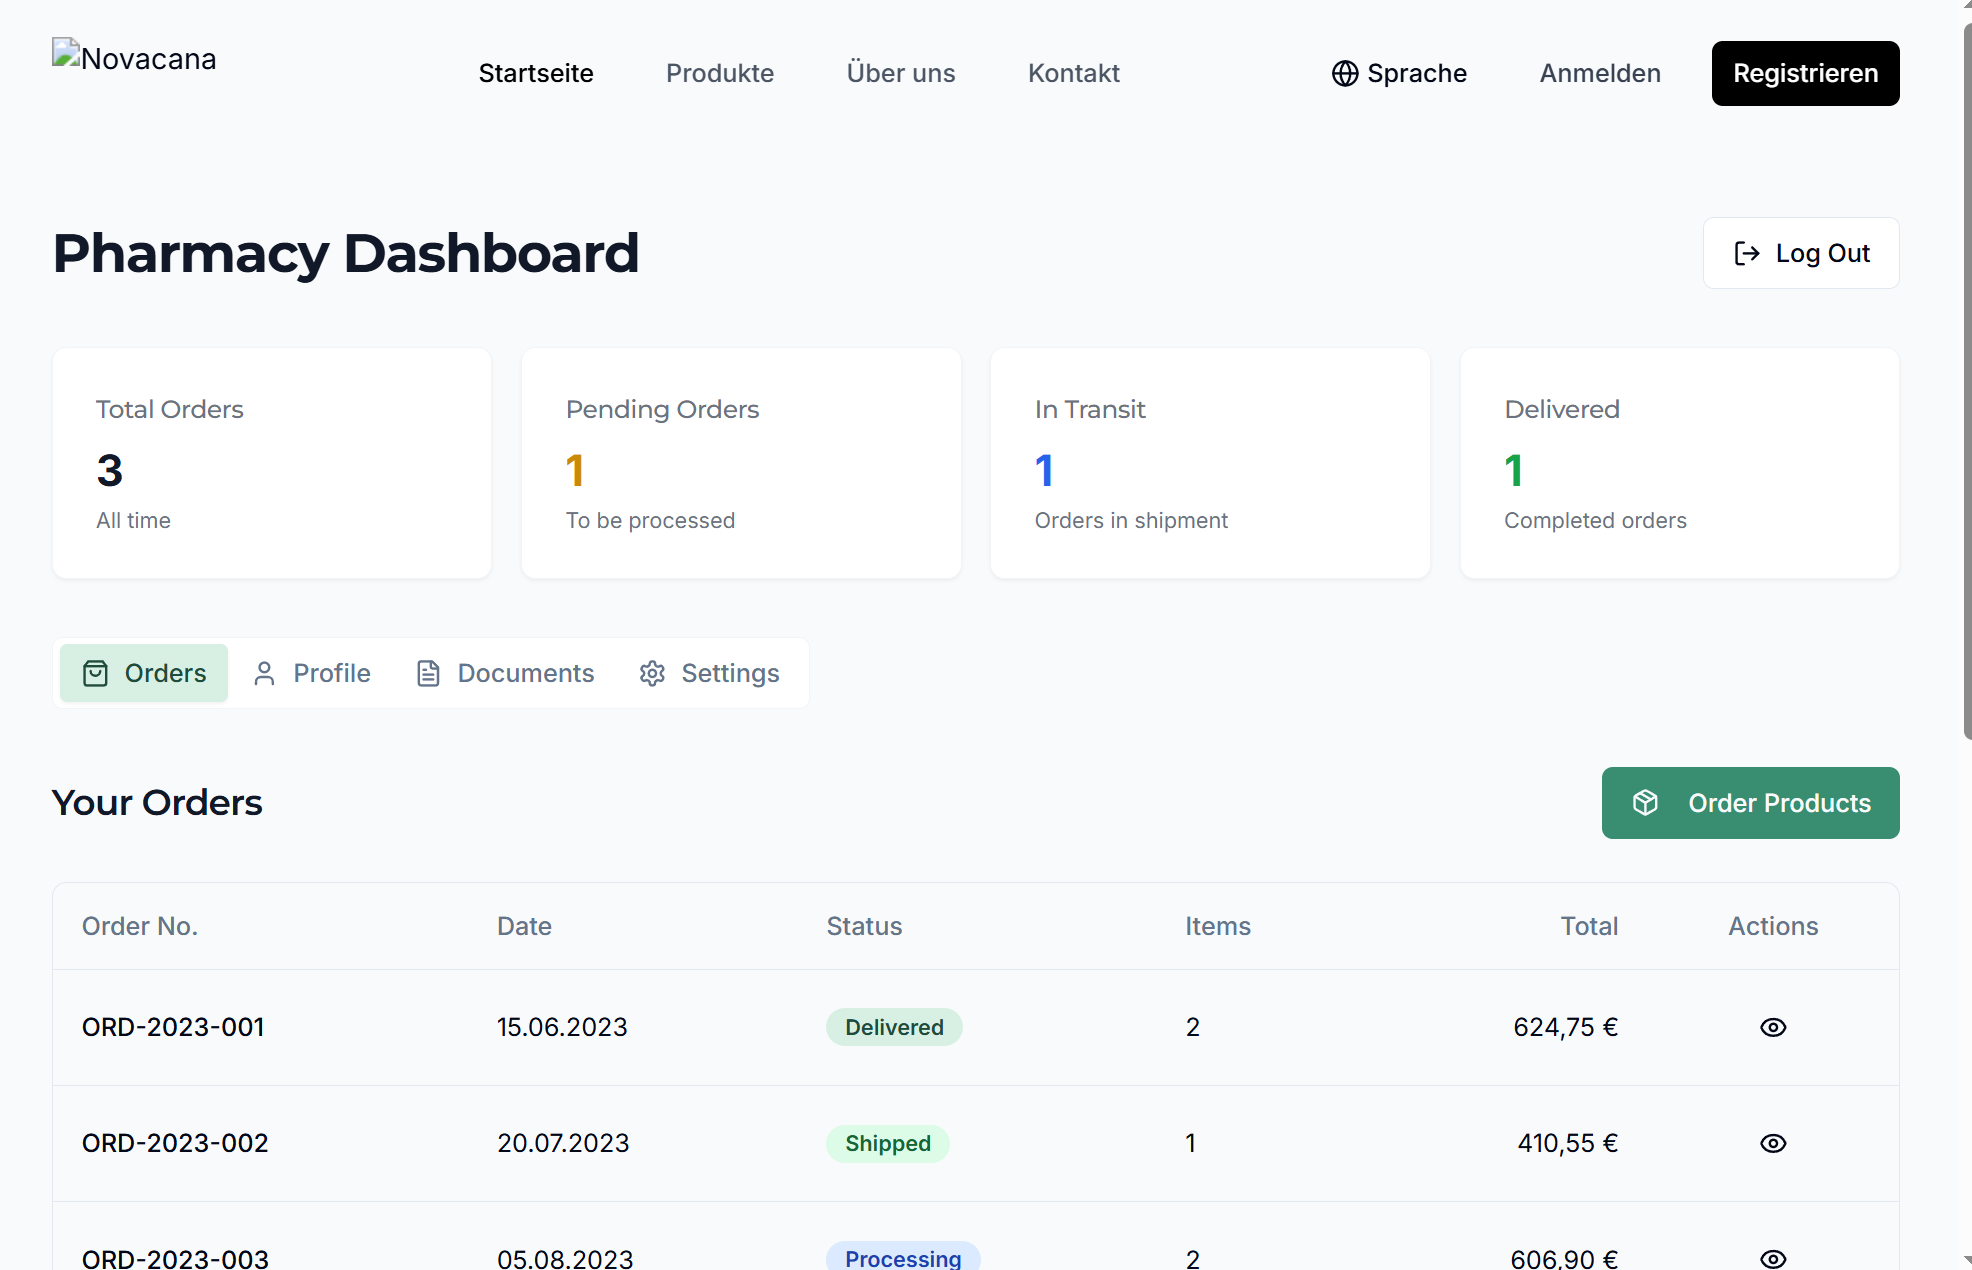 Novacana
Startseite Produkte Über uns Kontakt Sprache Anmelden Registrieren
Pharmacy Dashboard
Log Out
Total Orders
3
All time
Pending Orders
1
To be processed
In Transit
1
Orders in shipment
Delivered
1
Completed orders
Orders Profile Documents Settings
Your Orders
Order Products
Order No. Date Status Items Total Actions
ORD-2023-001 15.06.2023 Delivered 2 624,75 €
ORD-2023-002 20.07.2023 Shipped 1 410,55 €
ORD-2023-003 05.08.2023 Processing 2 606,90 €